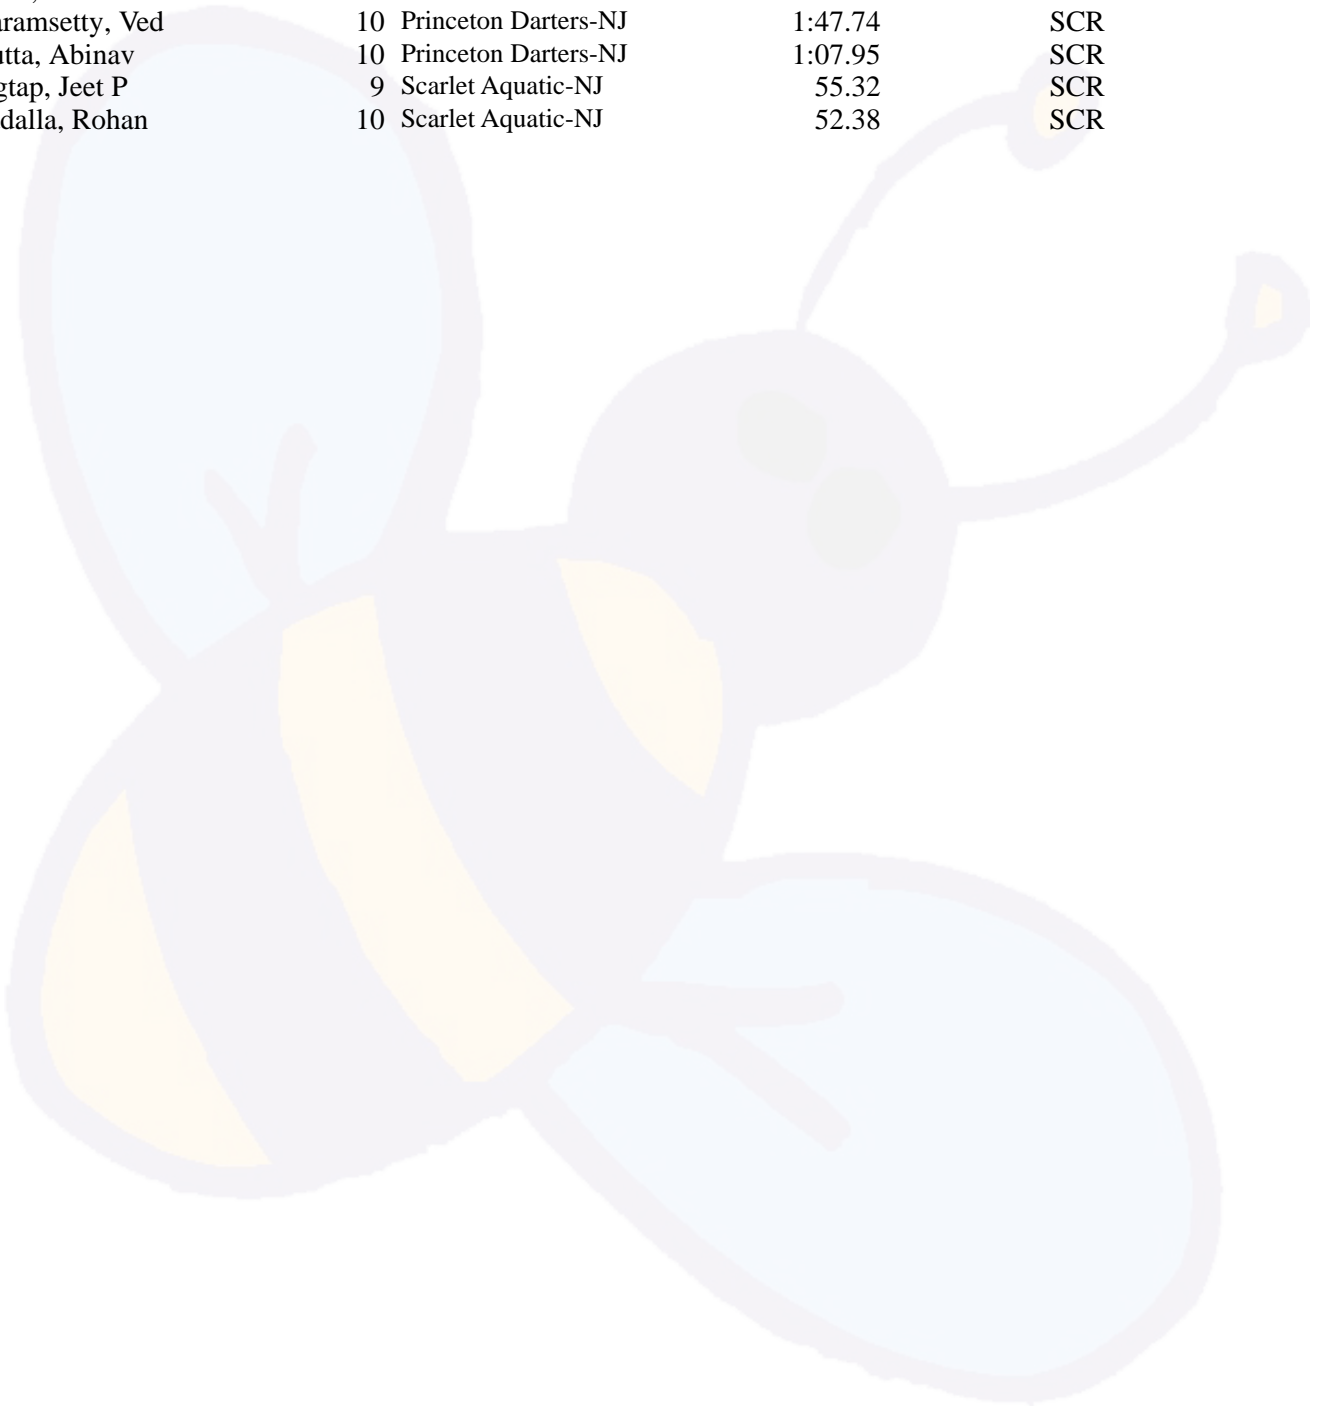 aramsetty, Ved 10 Princeton Darters-NJ 1:47.74 SCR
utta, Abinav 10 Princeton Darters-NJ 1:07.95 SCR
gtap, Jeet P 9 Scarlet Aquatic-NJ 55.32 SCR
dalla, Rohan 10 Scarlet Aquatic-NJ 52.38 SCR